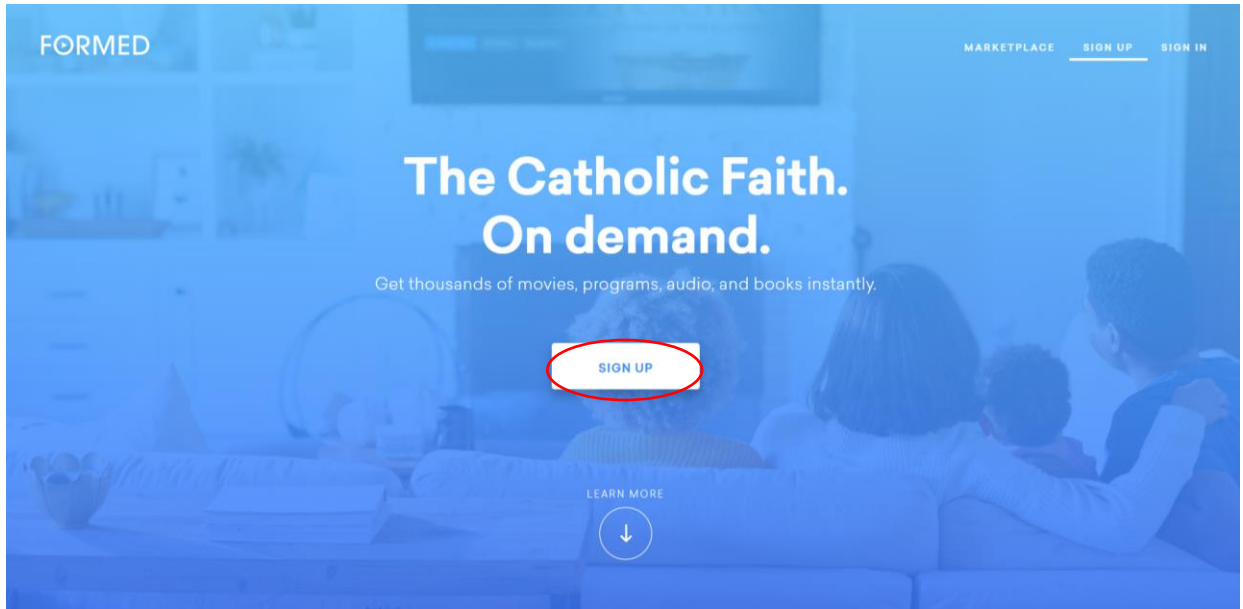 FORMED
MARKETPLACE SIGN UP SIGN IN
The Catholic Faith.
On demand.
Get thousands of movies, programs, audio, and books instantly.
SIGN UP
LEARN MORE